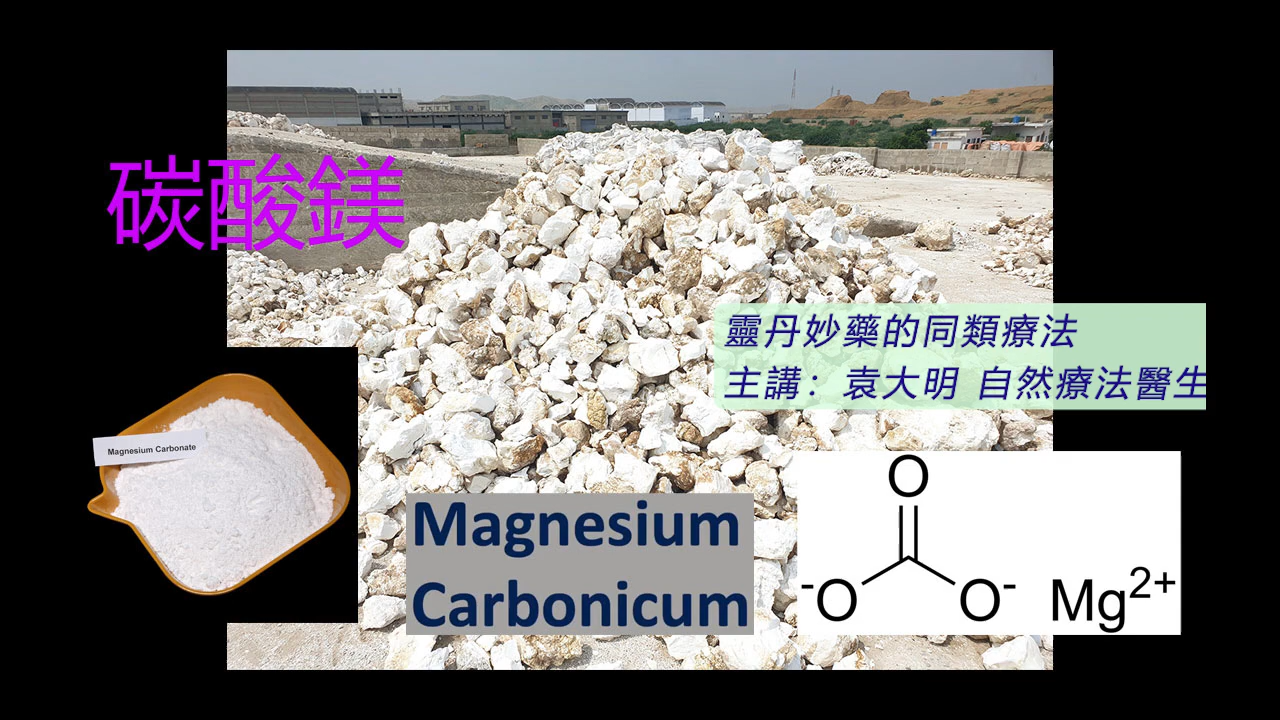 碳酸鎂
靈丹妙藥的同類療法
主講：袁大明 自然療法醫生
Magnesium Carbonate
Magnesium
Carbonicum
O
-O O- Mg2+